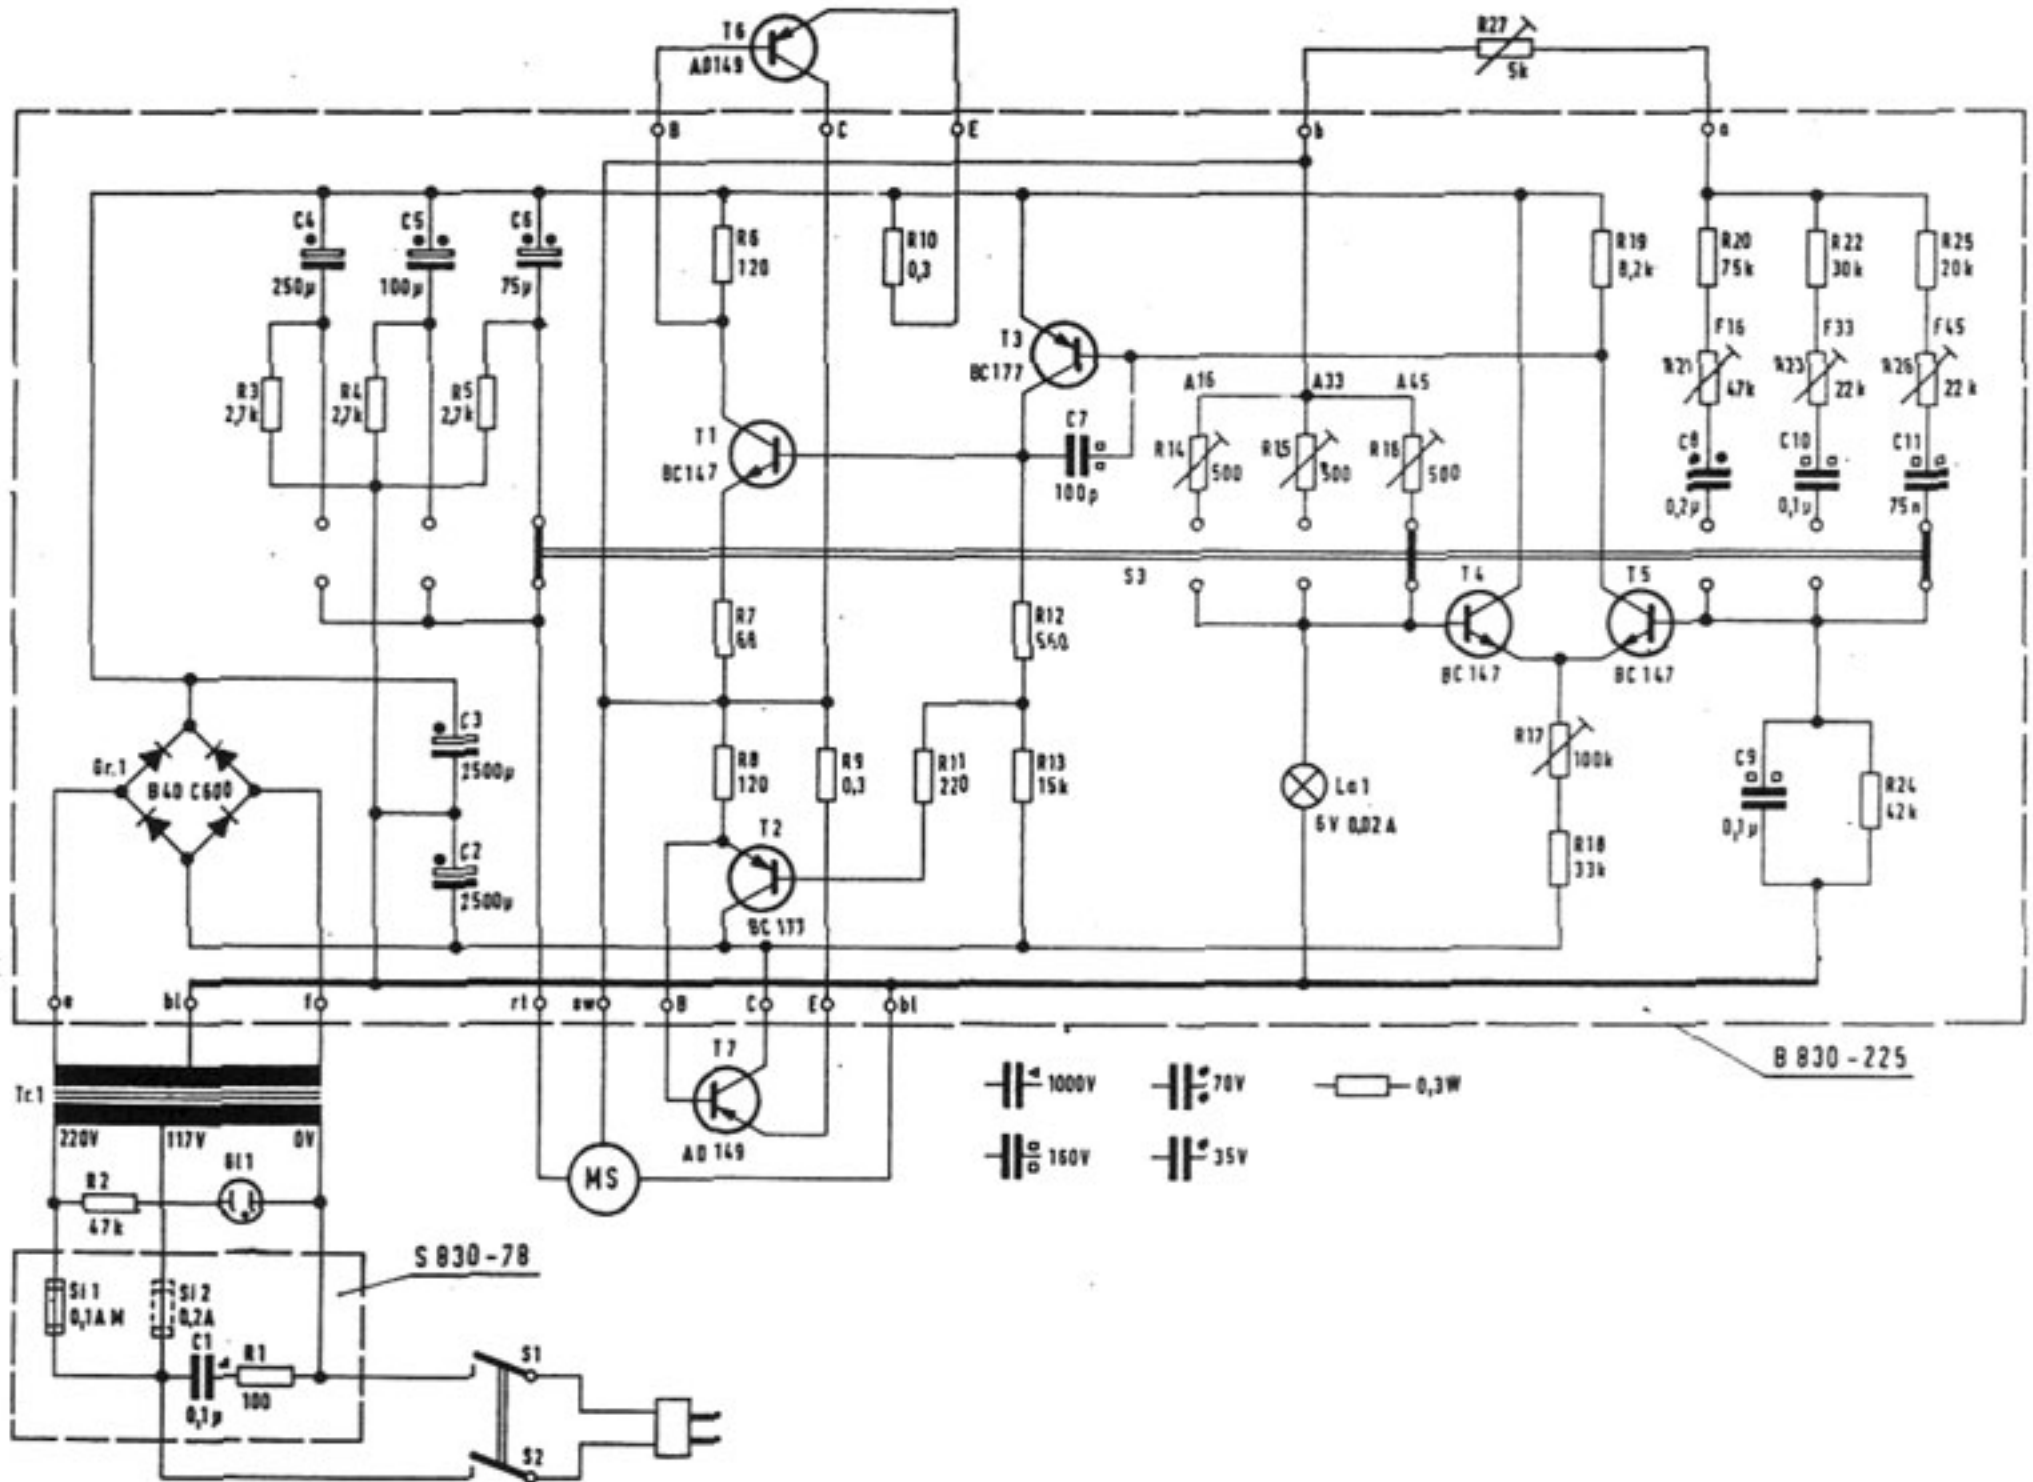 T6
AD149
R27
5k
B
C
E
b
a
C4
250µ
C5
100µ
C6
75µ
R6
120
R10
0,3
R19
8,2k
R20
75k
R22
30k
R25
20k
T3
BC177
F16
F33
F45
R21
47k
R23
22k
R26
22k
R3
2,7k
R4
2,7k
R5
2,7k
A16
A33
A45
T1
BC147
C7
100p
R14
500
R15
500
R16
500
C8
0,2µ
C10
0,1µ
C11
75n
S3
T4
BC147
T5
BC147
R7
68
R12
560
C3
2500µ
Gr.1
B40 C600
R8
120
R9
0,3
R11
220
R13
15k
La1
6V 0,02A
R17
100k
C9
0,1µ
R24
42k
T2
BC177
C2
2500µ
R18
33k
e
bl
f
rt
sw
B
C
E
bl
T7
AD149
1000V
70V
0,3W
B 830-225
Tr.1
220V
117V
0V
160V
35V
MS
R2
47k
Gl1
S 830-78
Si 1
0,1A M
Si 2
0,2A
C1
0,1µ
R1
100
S1
S2